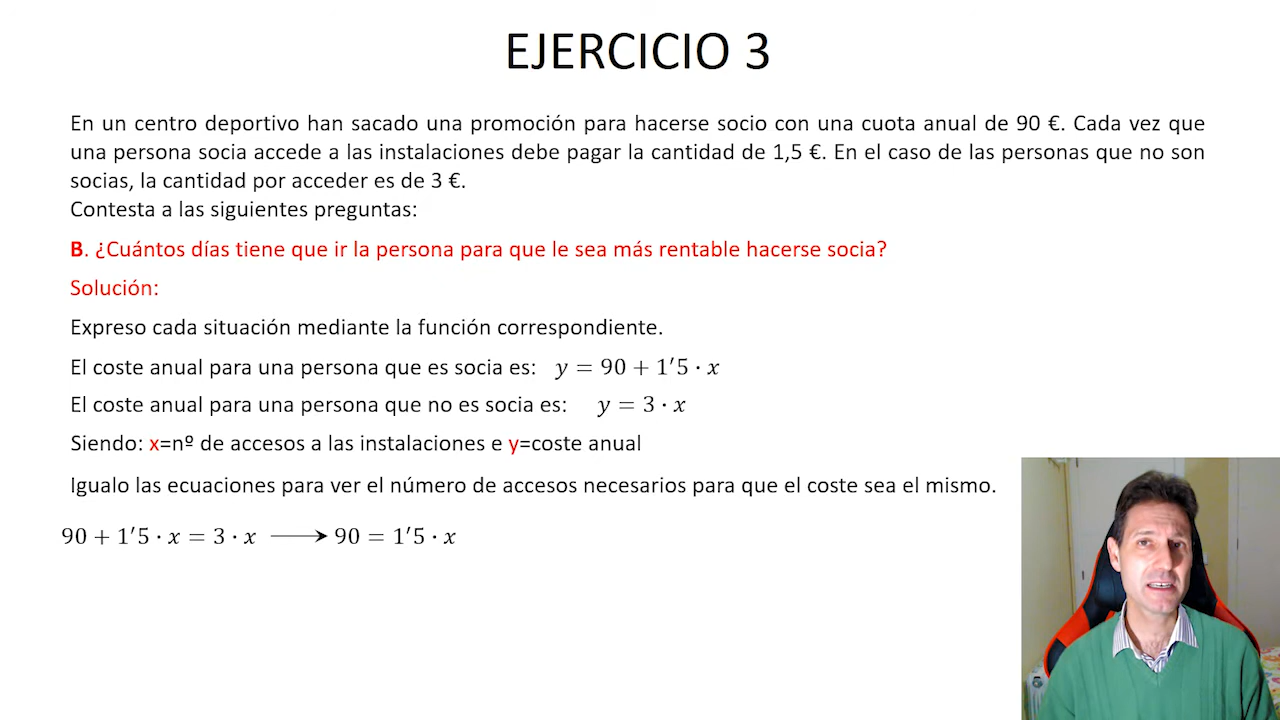 EJERCICIO 3
En un centro deportivo han sacado una promoción para hacerse socio con una cuota anual de 90 €. Cada vez que
una persona socia accede a las instalaciones debe pagar la cantidad de 1,5 €. En el caso de las personas que no son
socias, la cantidad por acceder es de 3 €.
Contesta a las siguientes preguntas:
B. ¿Cuántos días tiene que ir la persona para que le sea más rentable hacerse socia?
Solución:
Expreso cada situación mediante la función correspondiente.
El coste anual para una persona que es socia es: y = 90 + 1′5 · x
El coste anual para una persona que no es socia es: y = 3 · x
Siendo: x=nº de accesos a las instalaciones e y=coste anual
Igualo las ecuaciones para ver el número de accesos necesarios para que el coste sea el mismo.
90 + 1′5 · x = 3 · x ⟶ 90 = 1′5 · x